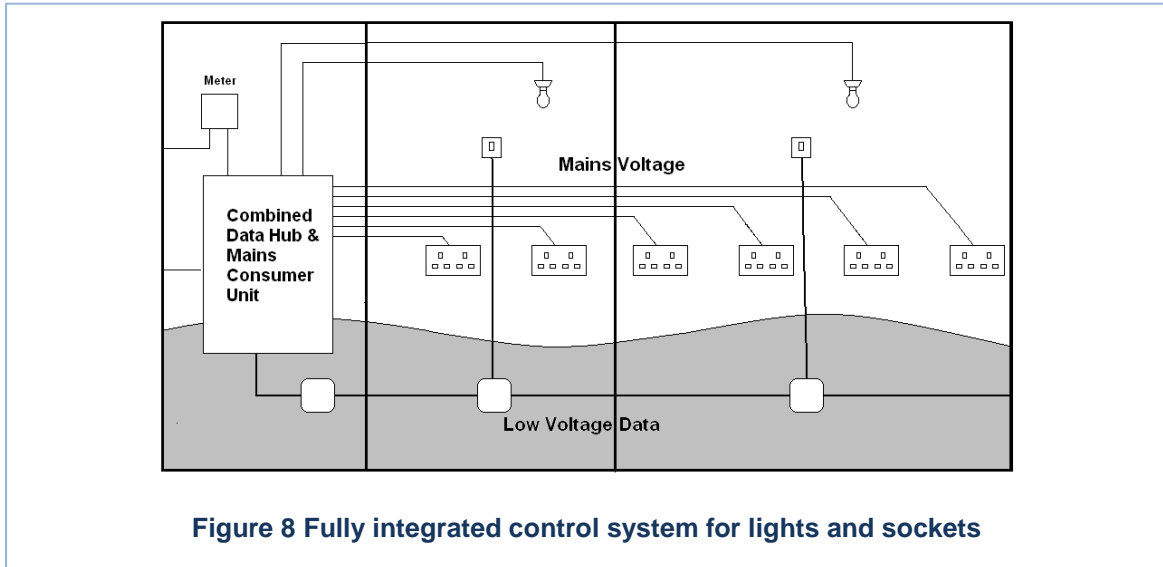 Meter
Mains Voltage
Combined
Data Hub &
Mains
Consumer
Unit
Low Voltage Data
Figure 8 Fully integrated control system for lights and sockets